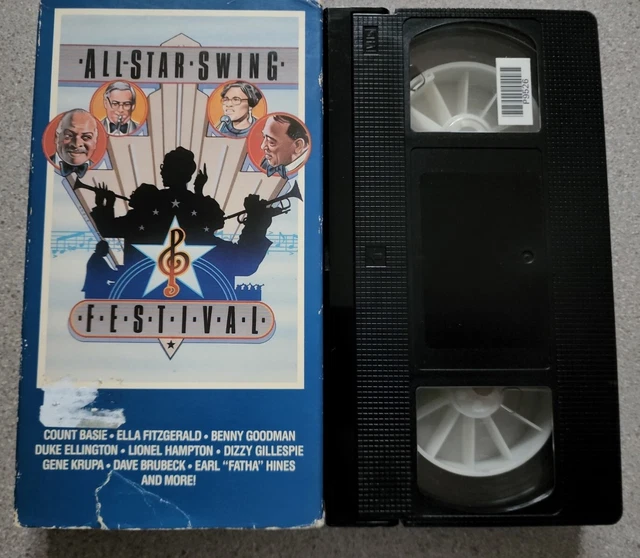 ·ALL-STAR·SWING·
·F·E·S·T·I·V·A·L·
COUNT BASIE • ELLA FITZGERALD • BENNY GOODMAN
DUKE ELLINGTON • LIONEL HAMPTON • DIZZY GILLESPIE
GENE KRUPA • DAVE BRUBECK • EARL “FATHA” HINES
AND MORE!
P9526